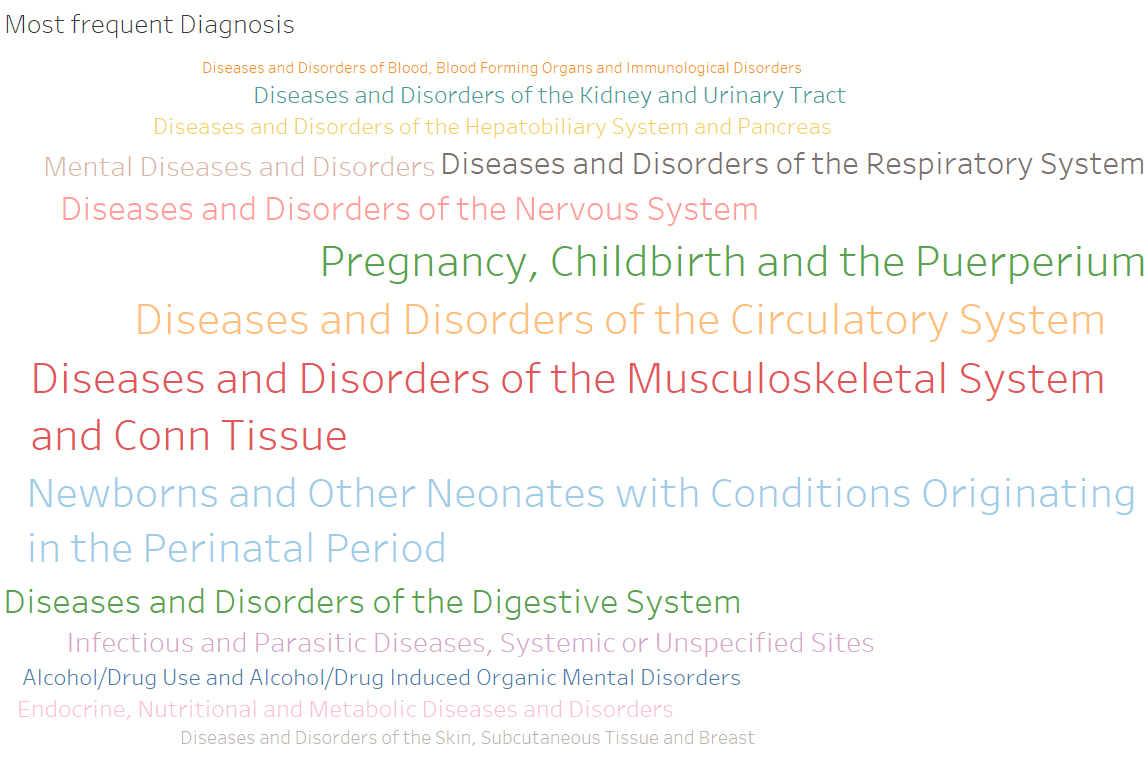 Most frequent Diagnosis
Diseases and Disorders of Blood, Blood Forming Organs and Immunological Disorders
Diseases and Disorders of the Kidney and Urinary Tract
Diseases and Disorders of the Hepatobiliary System and Pancreas
Mental Diseases and Disorders Diseases and Disorders of the Respiratory System
Diseases and Disorders of the Nervous System
Pregnancy, Childbirth and the Puerperium
Diseases and Disorders of the Circulatory System
Diseases and Disorders of the Musculoskeletal System
and Conn Tissue
Newborns and Other Neonates with Conditions Originating
in the Perinatal Period
Diseases and Disorders of the Digestive System
Infectious and Parasitic Diseases, Systemic or Unspecified Sites
Alcohol/Drug Use and Alcohol/Drug Induced Organic Mental Disorders
Endocrine, Nutritional and Metabolic Diseases and Disorders
Diseases and Disorders of the Skin, Subcutaneous Tissue and Breast